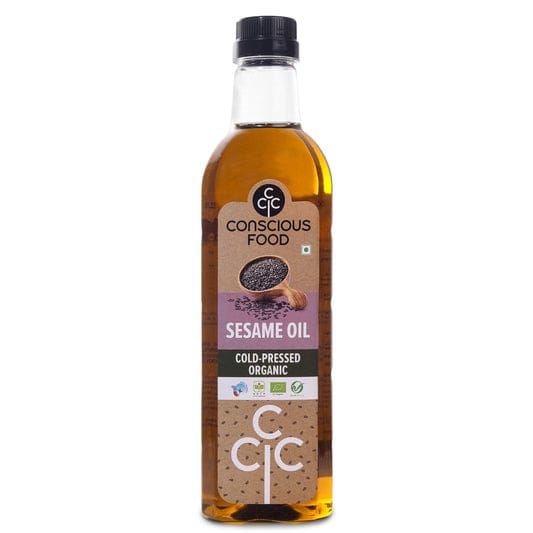 C
C C
CONSCIOUS
FOOD
SESAME OIL
COLD-PRESSED
ORGANIC
C
C C